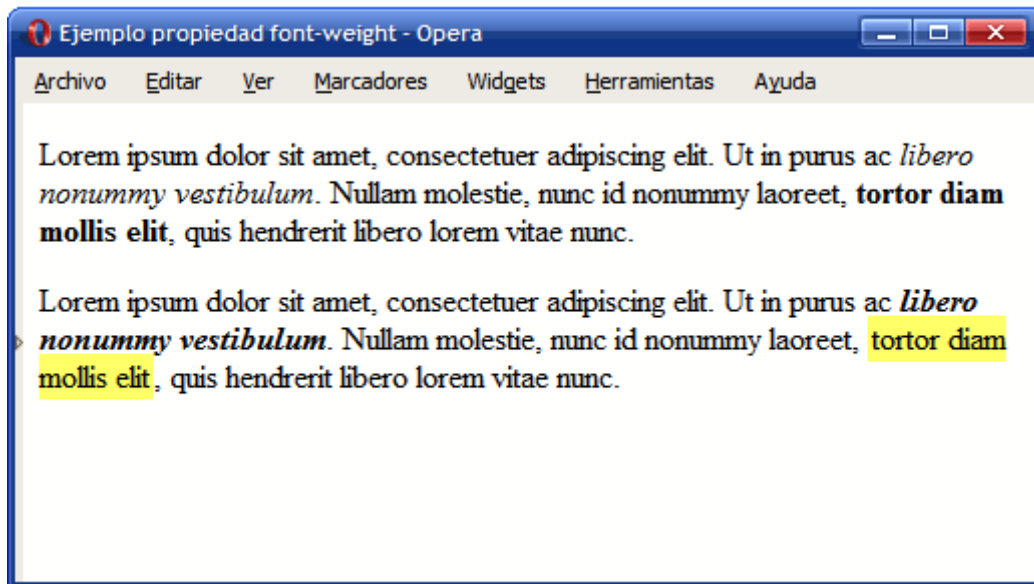 Ejemplo propiedad font-weight - Opera
Archivo Editar Ver Marcadores Widgets Herramientas Ayuda
Lorem ipsum dolor sit amet, consectetuer adipiscing elit. Ut in purus ac libero
nonummy vestibulum. Nullam molestie, nunc id nonummy laoreet, tortor diam
mollis elit, quis hendrerit libero lorem vitae nunc.
Lorem ipsum dolor sit amet, consectetuer adipiscing elit. Ut in purus ac libero
nonummy vestibulum. Nullam molestie, nunc id nonummy laoreet, tortor diam
mollis elit, quis hendrerit libero lorem vitae nunc.